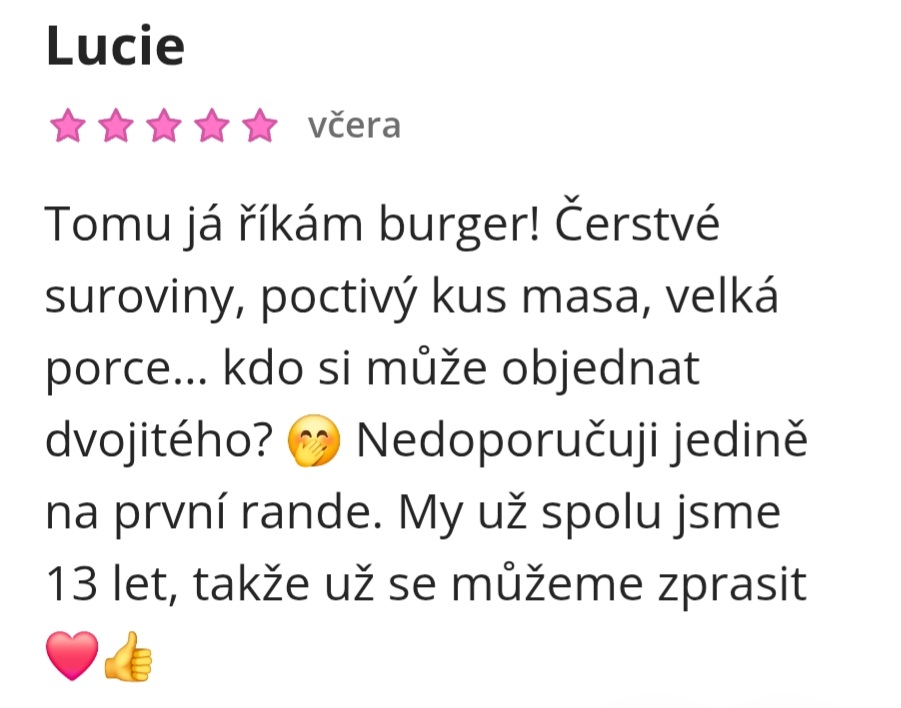 Lucie
včera
Tomu já říkám burger! Čerstvé
suroviny, poctivý kus masa, velká
porce... kdo si může objednat
dvojitého? 🤭 Nedoporučuji jedině
na první rande. My už spolu jsme
13 let, takže už se můžeme zprasit
❤️👍